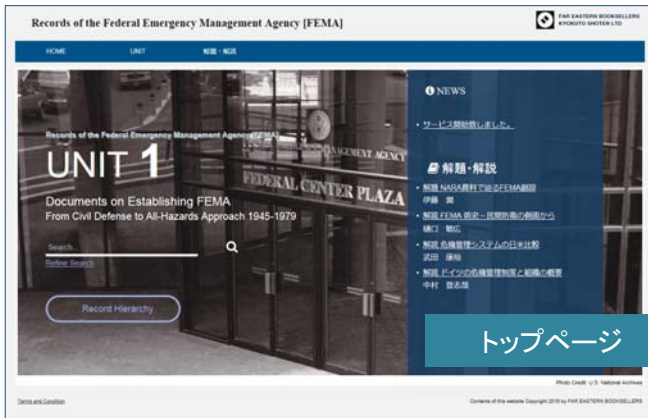 Records of the Federal Emergency Management Agency [FEMA]
FAR EASTERN BOOKSELLERS
KYOKUTO SHOTEN LTD
HOME UNIT 解題・解説
Records of the Federal Emergency Management Agency [FEMA]
UNIT 1
Documents on Establishing FEMA
From Civil Defense to All-Hazards Approach 1945-1979
Search
Refine Search
Record Hierarchy
MANAGEMENT AGENCY
FEDERAL CENTER PLAZA
NEWS
サービス開始致しました。
解題・解説
解題 NARA資料で辿るFEMA創設
伊藤 潤
解説 FEMA 前史－民間防衛の側面から
樋口 敏広
解説 危機管理システムの日米比較
武田 康裕
解説 ドイツの危機管理制度と組織の概要
中村 登志哉
トップページ
Photo Credit: U.S. National Archives
Terms and Condition
Contents of this website Copyright 2015 by FAR EASTERN BOOKSELLERS